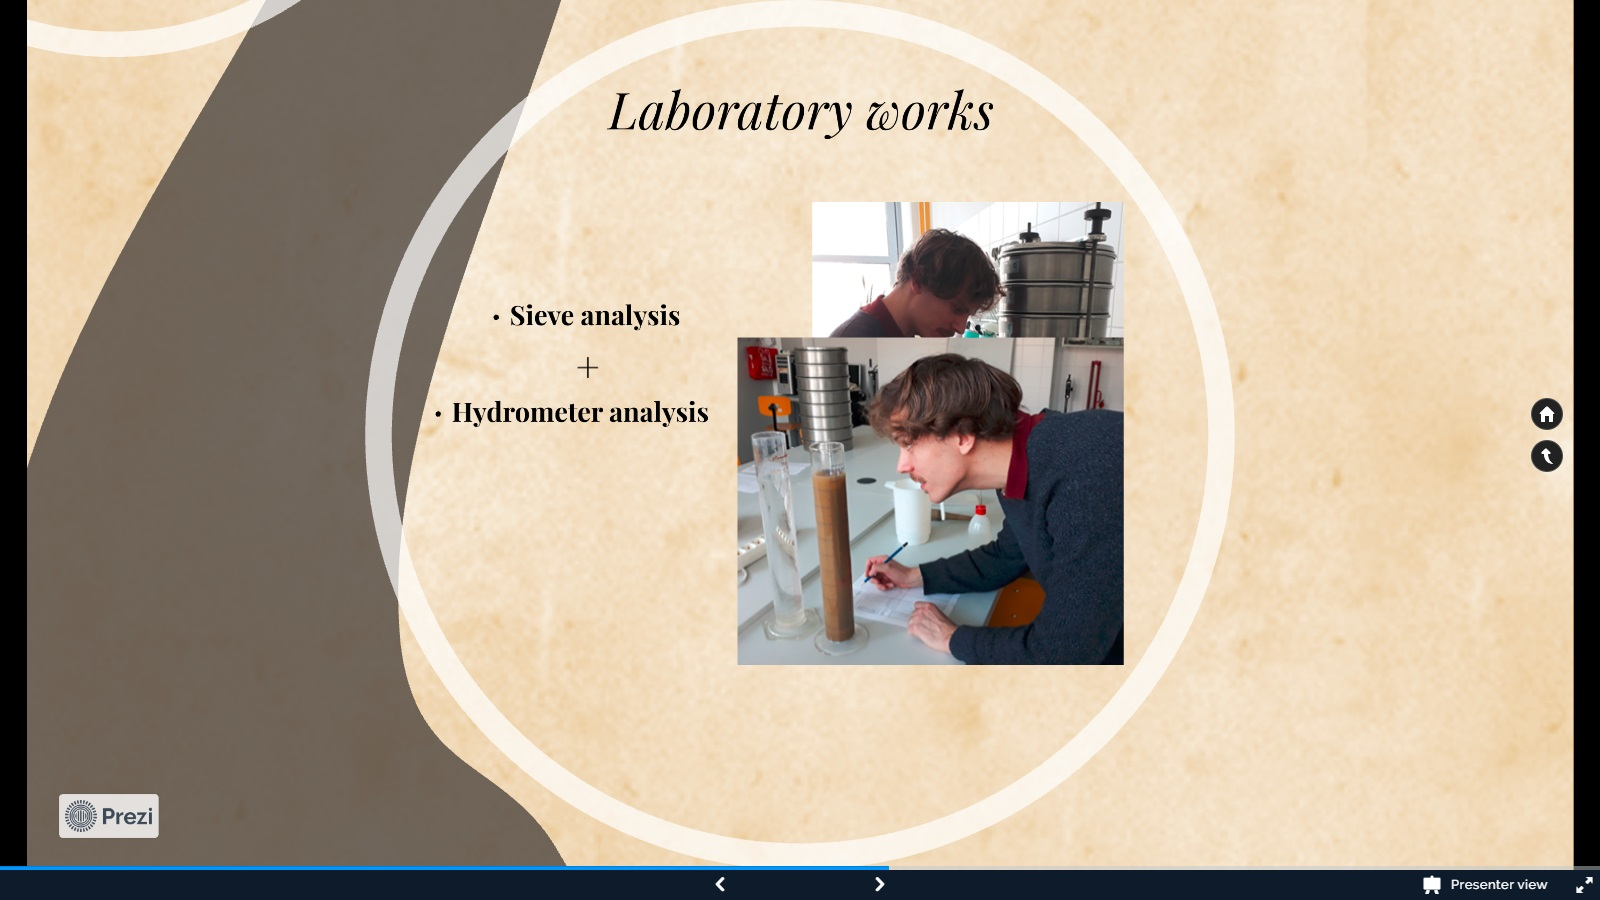 Laboratory works
· Sieve analysis
+
· Hydrometer analysis
Prezi
Presenter view